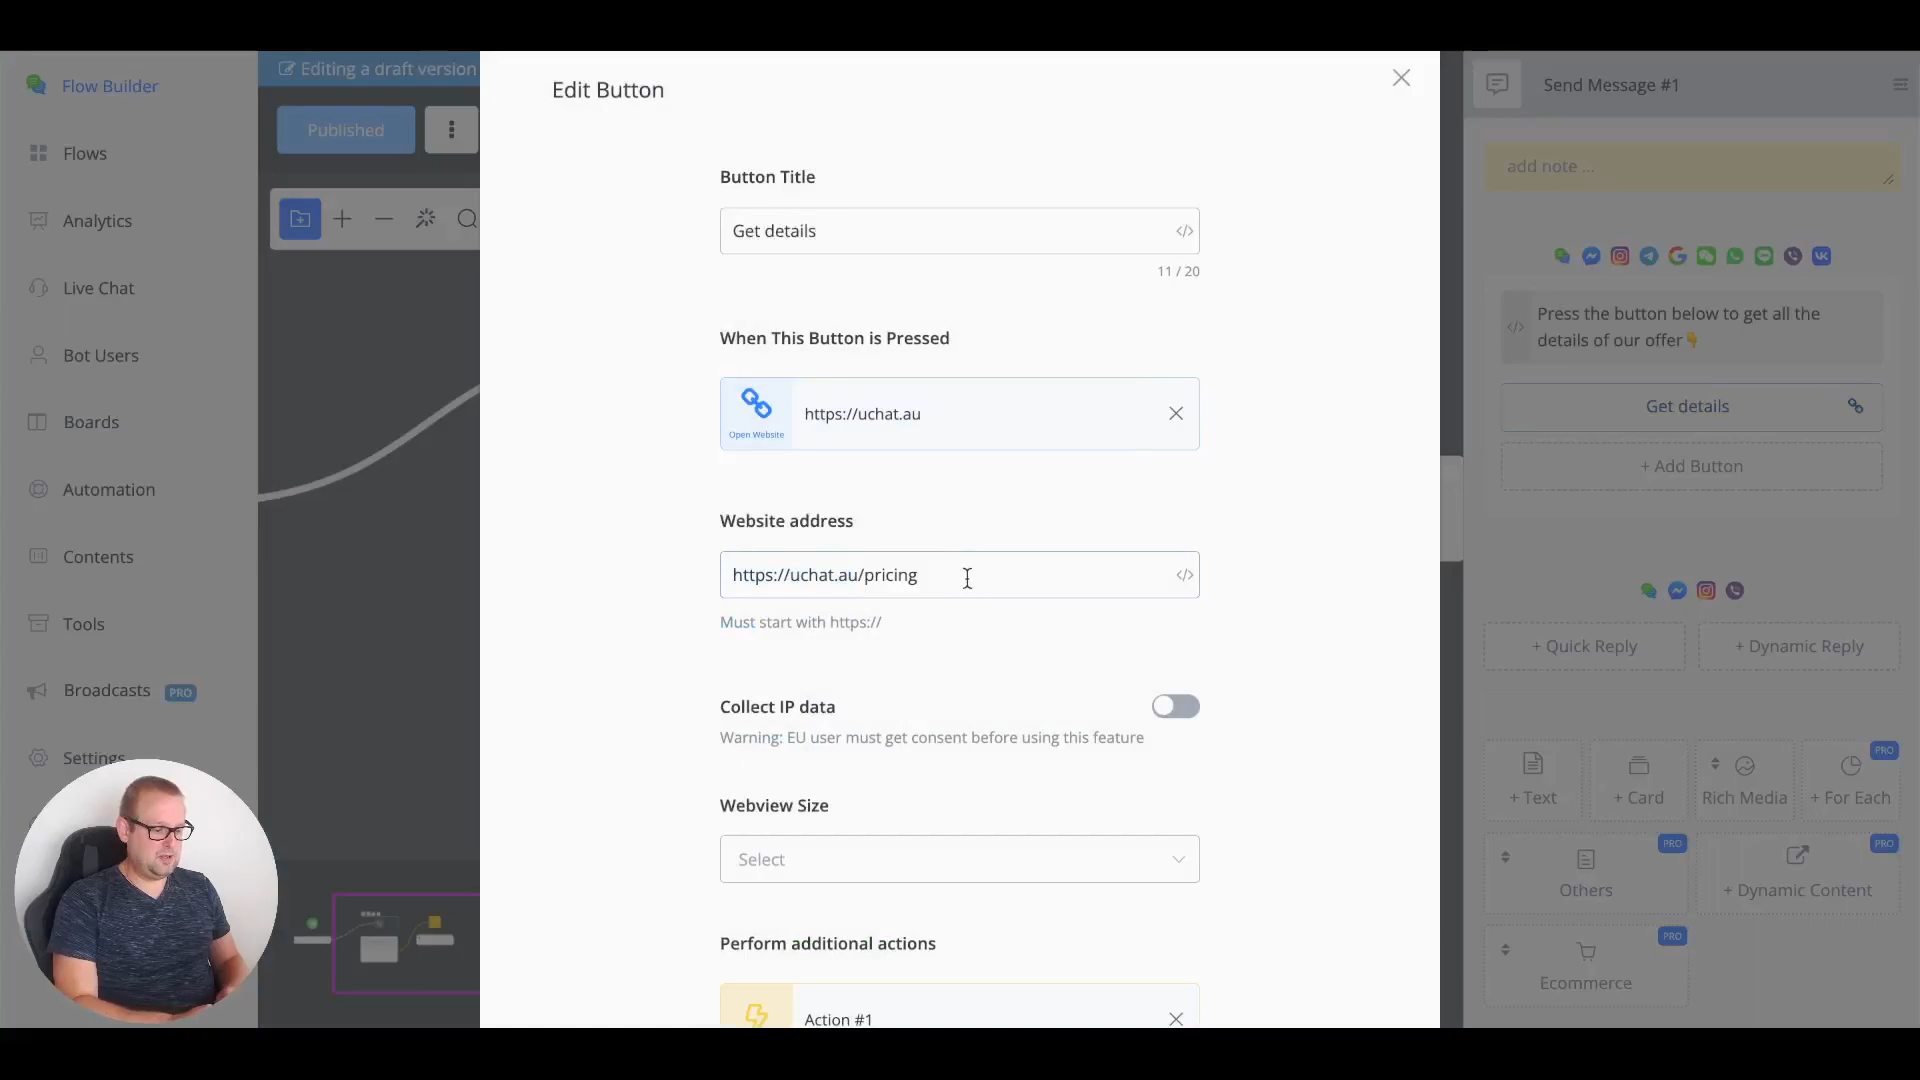 Flow Builder
Flows
Analytics
Live Chat
Bot Users
Boards
Automation
Contents
Tools
Broadcasts PRO
Settings
Editing a draft version
Published
Edit Button
Button Title
Get details
11 / 20
When This Button is Pressed
Open Website
https://uchat.au
Website address
https://uchat.au/pricing
Must start with https://
Collect IP data
Warning: EU user must get consent before using this feature
Webview Size
Select
Perform additional actions
Action #1
Send Message #1
add note ...
Press the button below to get all the
details of our offer👇
Get details
+ Add Button
+ Quick Reply
+ Dynamic Reply
+ Text
+ Card
Rich Media
PRO
+ For Each
PRO
Others
PRO
+ Dynamic Content
PRO
Ecommerce